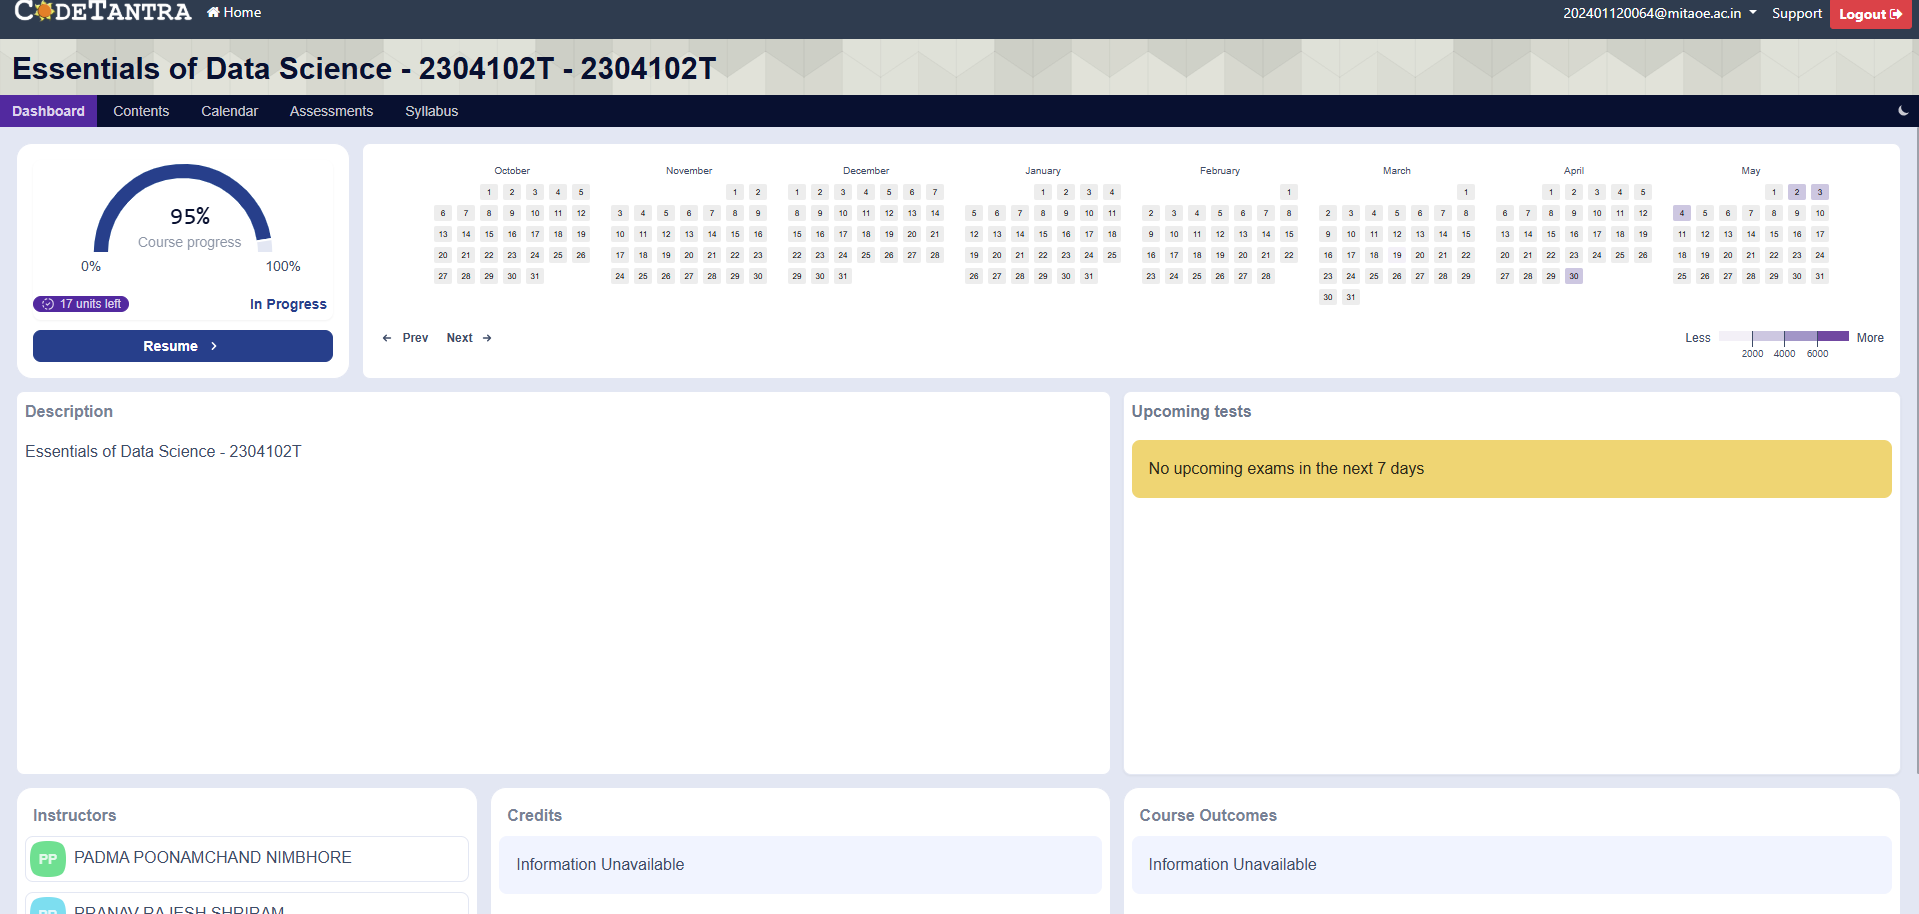 CODETANTRA Home 202401120064@mitaoe.ac.in Support Logout
Essentials of Data Science - 2304102T - 2304102T
Dashboard Contents Calendar Assessments Syllabus
95%
Course progress
0% 100%
17 units left In Progress
Resume
October
1 2 3 4 5
6 7 8 9 10 11 12
13 14 15 16 17 18 19
20 21 22 23 24 25 26
27 28 29 30 31
November
1 2
3 4 5 6 7 8 9
10 11 12 13 14 15 16
17 18 19 20 21 22 23
24 25 26 27 28 29 30
December
1 2 3 4 5 6 7
8 9 10 11 12 13 14
15 16 17 18 19 20 21
22 23 24 25 26 27 28
29 30 31
January
1 2 3 4
5 6 7 8 9 10 11
12 13 14 15 16 17 18
19 20 21 22 23 24 25
26 27 28 29 30 31
February
1
2 3 4 5 6 7 8
9 10 11 12 13 14 15
16 17 18 19 20 21 22
23 24 25 26 27 28
March
1
2 3 4 5 6 7 8
9 10 11 12 13 14 15
16 17 18 19 20 21 22
23 24 25 26 27 28 29
30 31
April
1 2 3 4 5
6 7 8 9 10 11 12
13 14 15 16 17 18 19
20 21 22 23 24 25 26
27 28 29 30
May
1 2 3
4 5 6 7 8 9 10
11 12 13 14 15 16 17
18 19 20 21 22 23 24
25 26 27 28 29 30 31
← Prev Next →
Less More
2000 4000 6000
Description
Essentials of Data Science - 2304102T
Upcoming tests
No upcoming exams in the next 7 days
Instructors
PP PADMA POONAMCHAND NIMBHORE
PR PRANAV RAJESH SHRIRAM
Credits
Information Unavailable
Course Outcomes
Information Unavailable